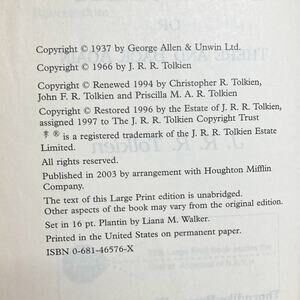 Copyright © 1937 by George Allen & Unwin Ltd.
Copyright © 1966 by J. R. R. Tolkien
Copyright © Renewed 1994 by Christopher R. Tolkien,
John F. R. Tolkien and Priscilla M. A. R. Tolkien
Copyright © Restored 1996 by the Estate of J. R. R. Tolkien,
assigned 1997 to The J. R. R. Tolkien Copyright Trust
® is a registered trademark of the J. R. R. Tolkien Estate
Limited.
All rights reserved.
Published in 2003 by arrangement with Houghton Mifflin
Company.
The text of this Large Print edition is unabridged.
Other aspects of the book may vary from the original edition.
Set in 16 pt. Plantin by Liana M. Walker.
Printed in the United States on permanent paper.
ISBN 0-681-46576-X